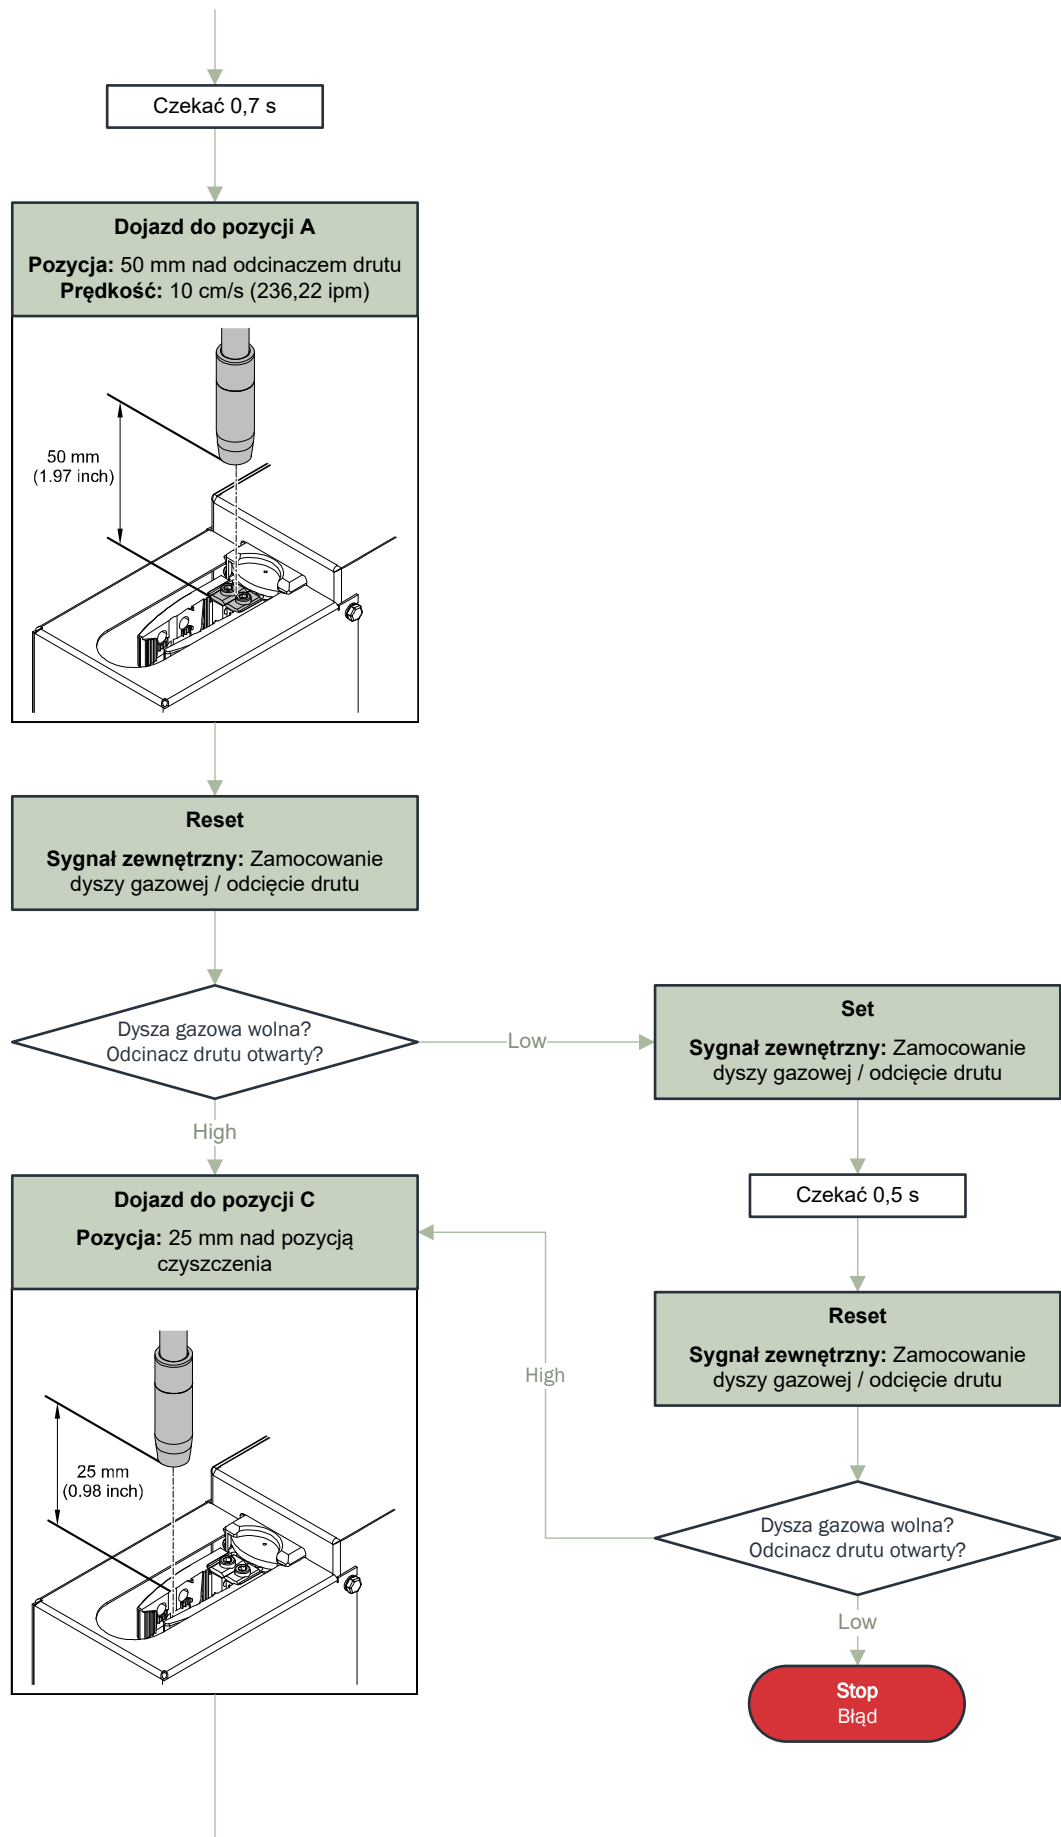 Czekać 0,7 s
Dojazd do pozycji A
Pozycja: 50 mm nad odcinaczem drutu
Prędkość: 10 cm/s (236,22 ipm)
50 mm
(1.97 inch)
Reset
Sygnał zewnętrzny: Zamocowanie
dyszy gazowej / odcięcie drutu
Dysza gazowa wolna?
Odcinacz drutu otwarty?
Low
Set
Sygnał zewnętrzny: Zamocowanie
dyszy gazowej / odcięcie drutu
High
Czekać 0,5 s
Dojazd do pozycji C
Pozycja: 25 mm nad pozycją
czyszczenia
Reset
Sygnał zewnętrzny: Zamocowanie
dyszy gazowej / odcięcie drutu
High
25 mm
(0.98 inch)
Dysza gazowa wolna?
Odcinacz drutu otwarty?
Low
Stop
Błąd